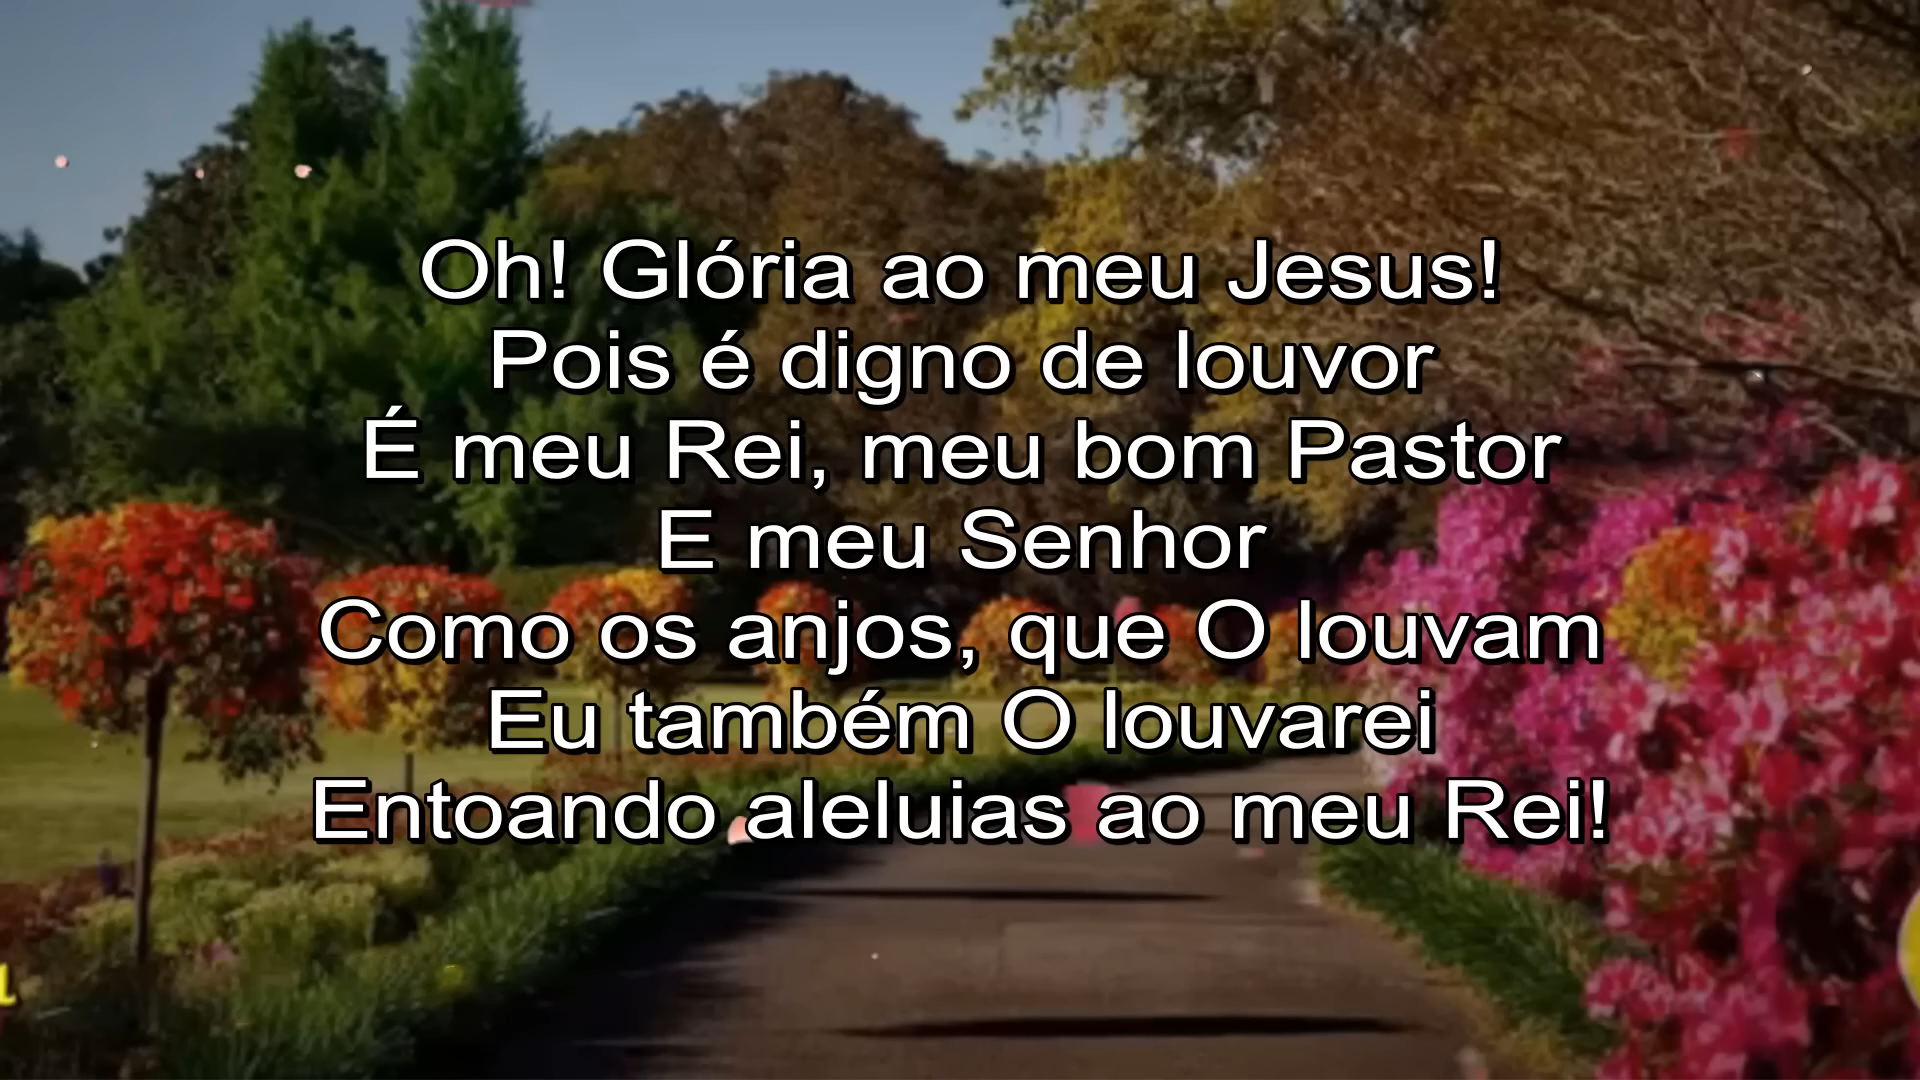 Oh! Glória ao meu Jesus!
Pois é digno de louvor
É meu Rei, meu bom Pastor
E meu Senhor
Como os anjos, que O louvam
Eu também O louvarei
Entoando aleluias ao meu Rei!